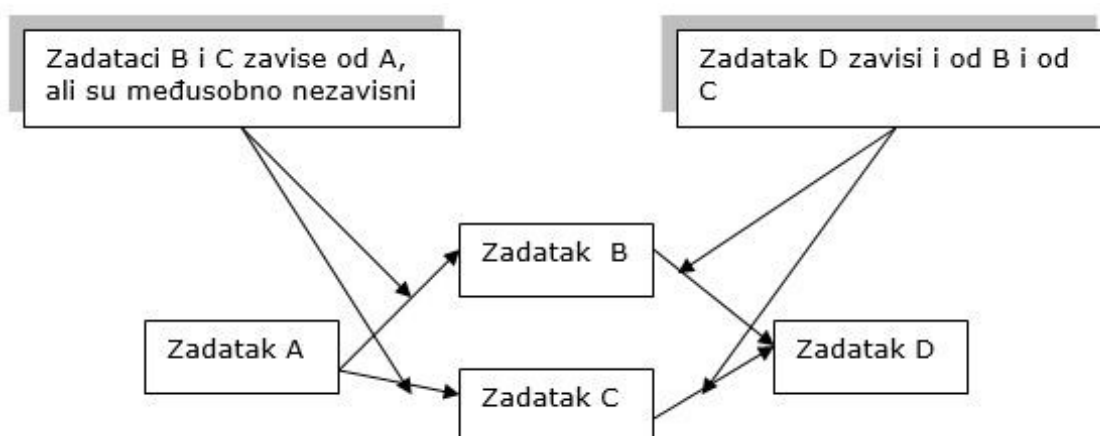 Zadataci B i C zavise od A,
ali su međusobno nezavisni
Zadatak D zavisi i od B i od
C
Zadatak  B
Zadatak A
Zadatak D
Zadatak C